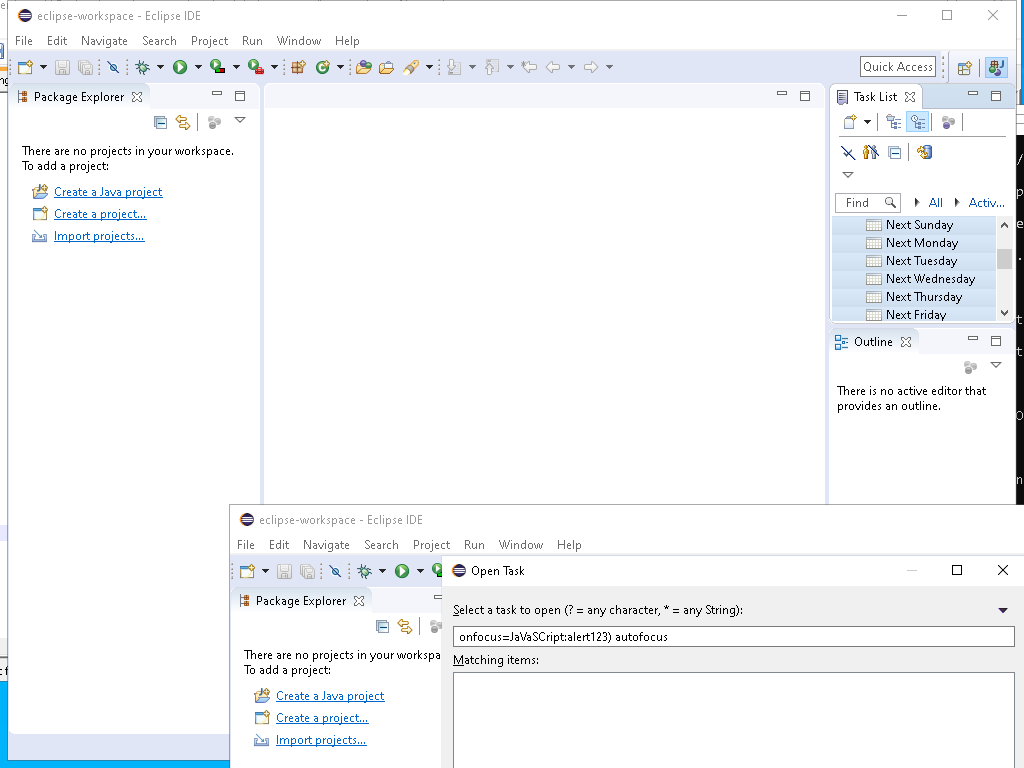 eclipse-workspace - Eclipse IDE
File Edit Navigate Search Project Run Window Help
Quick Access
Package Explorer
There are no projects in your workspace.
To add a project:
Create a Java project
Create a project...
Import projects...
Task List
Find All Activ...
Next Sunday
Next Monday
Next Tuesday
Next Wednesday
Next Thursday
Next Friday
Outline
There is no active editor that
provides an outline.
eclipse-workspace - Eclipse IDE
File Edit Navigate Search Project Run Window Help
Package Explorer
There are no projects in your workspa
To add a project:
Create a Java project
Create a project...
Import projects...
Open Task
Select a task to open (? = any character, * = any String):
onfocus=JaVaSCript:alert123) autofocus
Matching items: